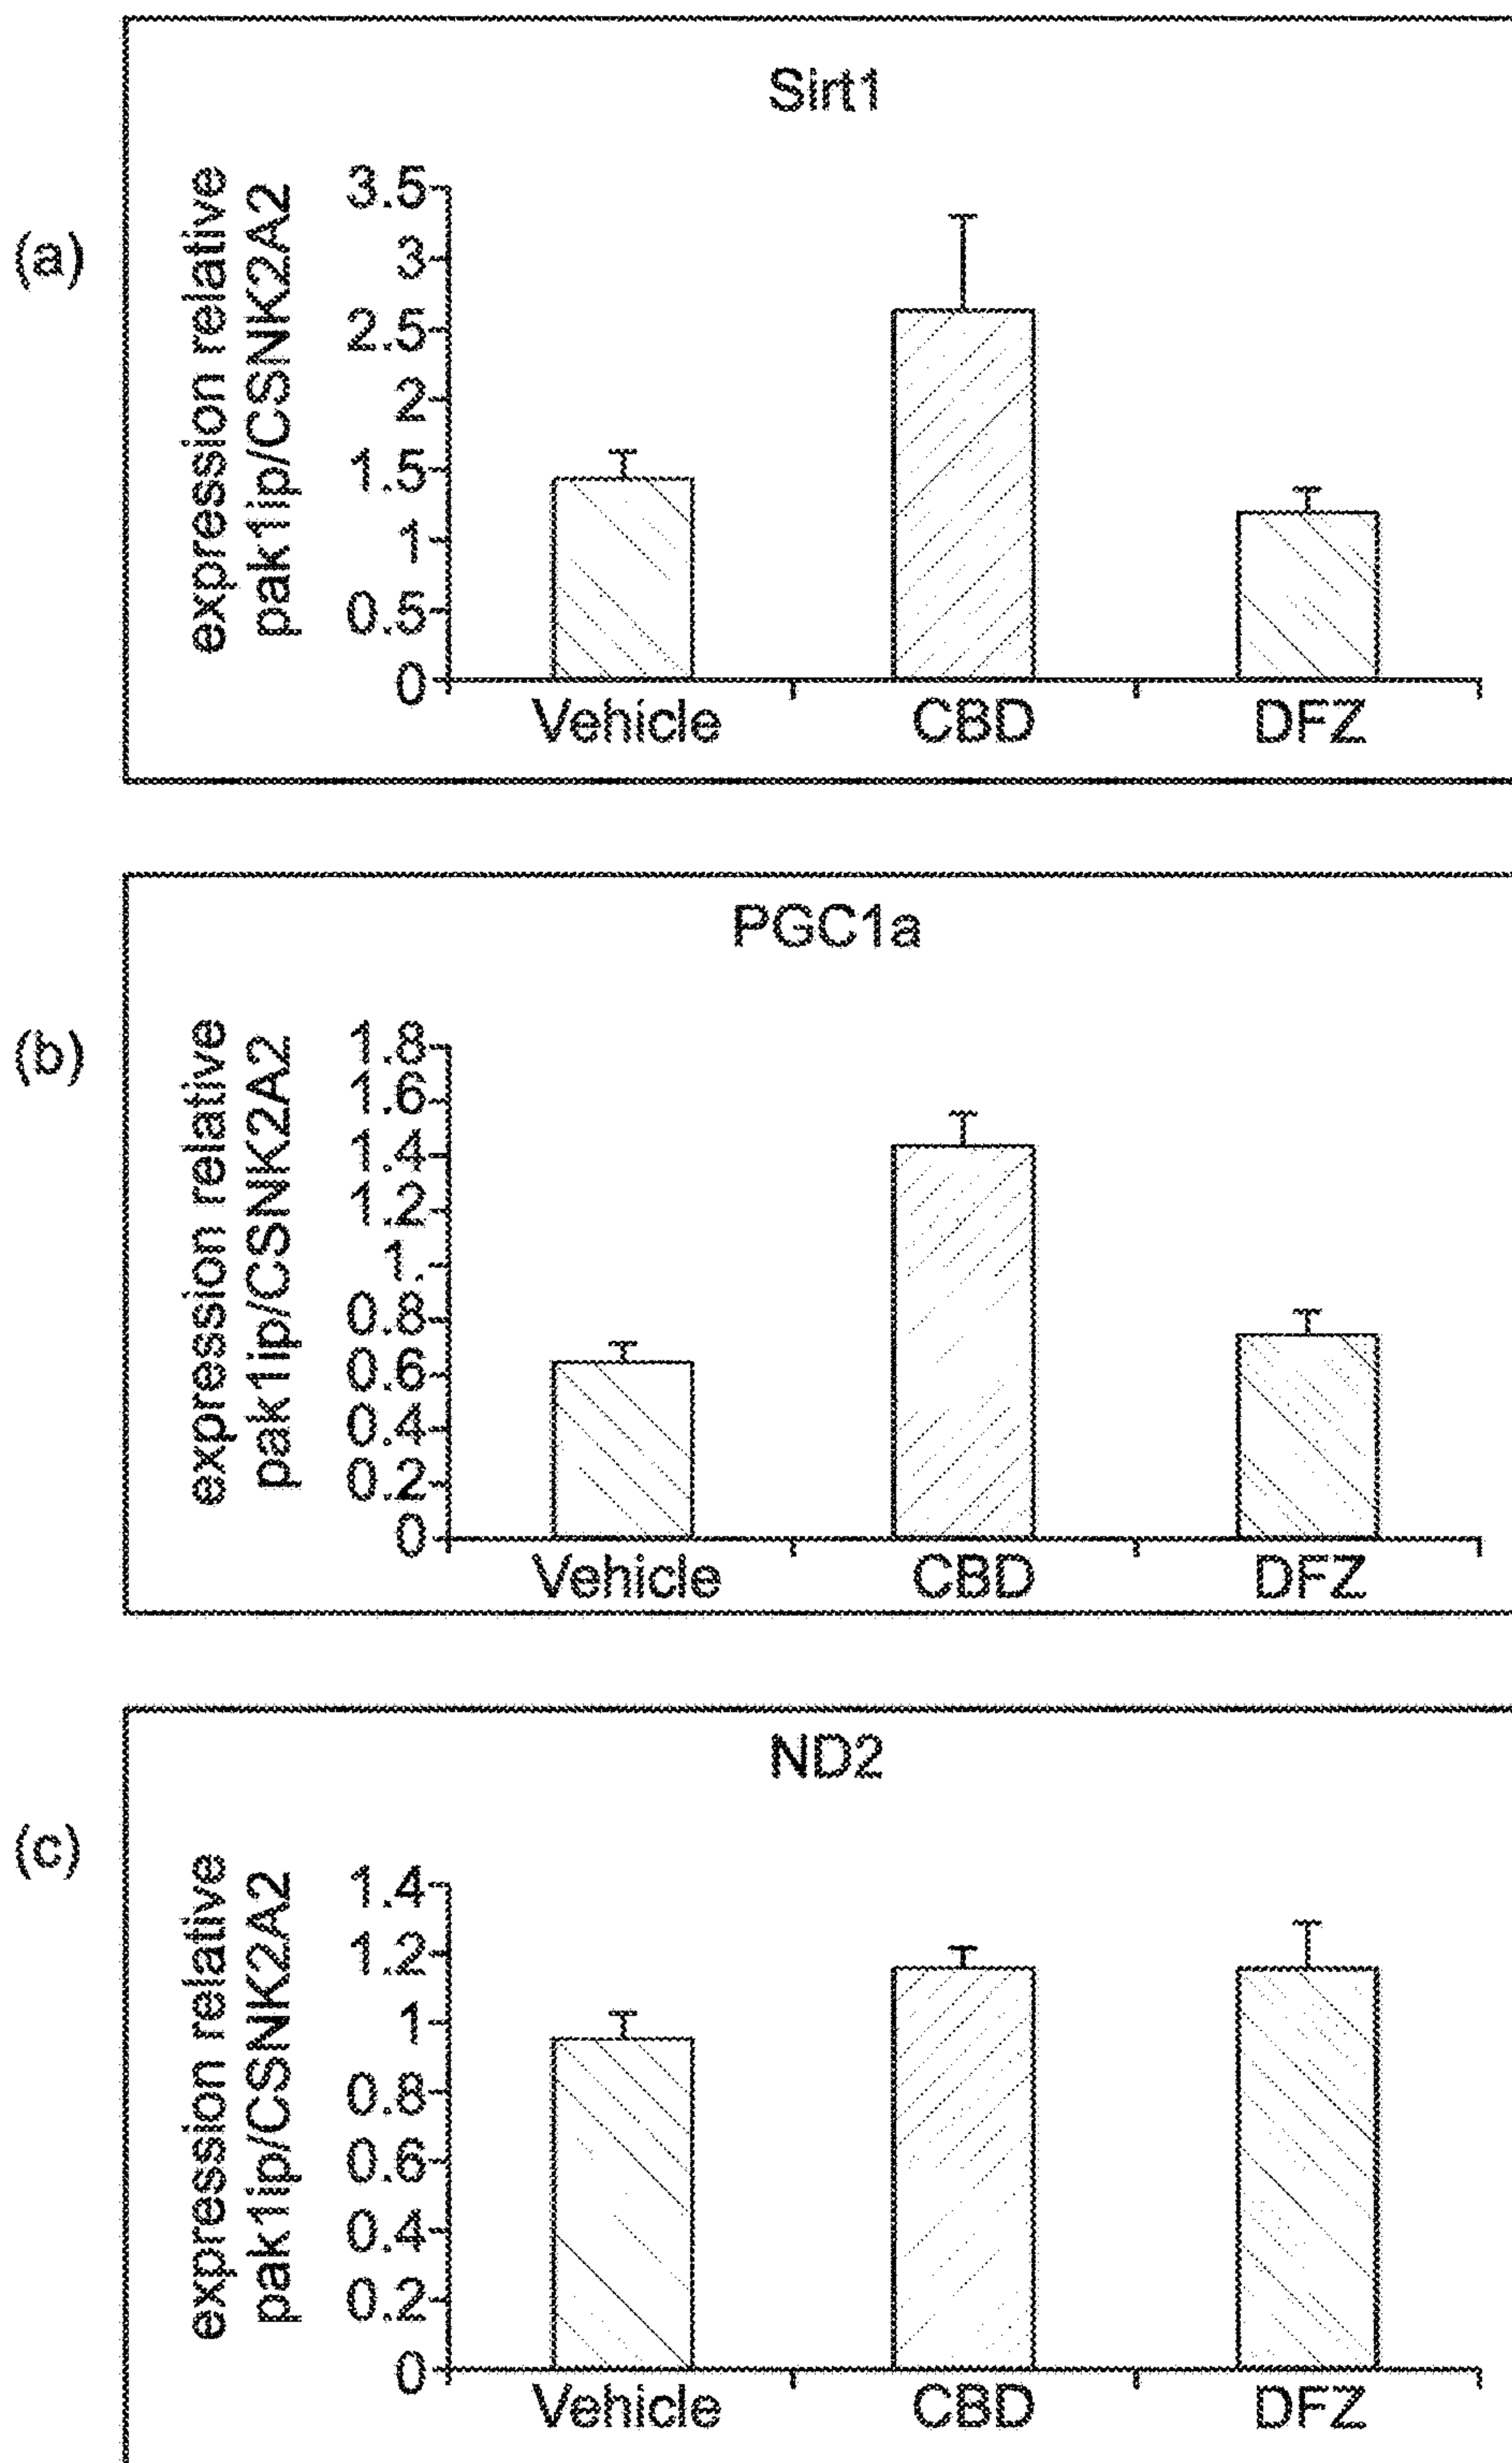 (a)
Sirt1
expression relative
pak1ip/CSNK2A2
3.5
3
2.5
2
1.5
1
0.5
0
Vehicle CBD DFZ
(b)
PGC1a
expression relative
pak1ip/CSNK2A2
1.8
1.6
1.4
1.2
1.
0.8
0.6
0.4
0.2
0
Vehicle CBD DFZ
(c)
ND2
expression relative
pak1ip/CSNK2A2
1.4
1.2
1
0.8
0.6
0.4
0.2
0
Vehicle CBD DFZ